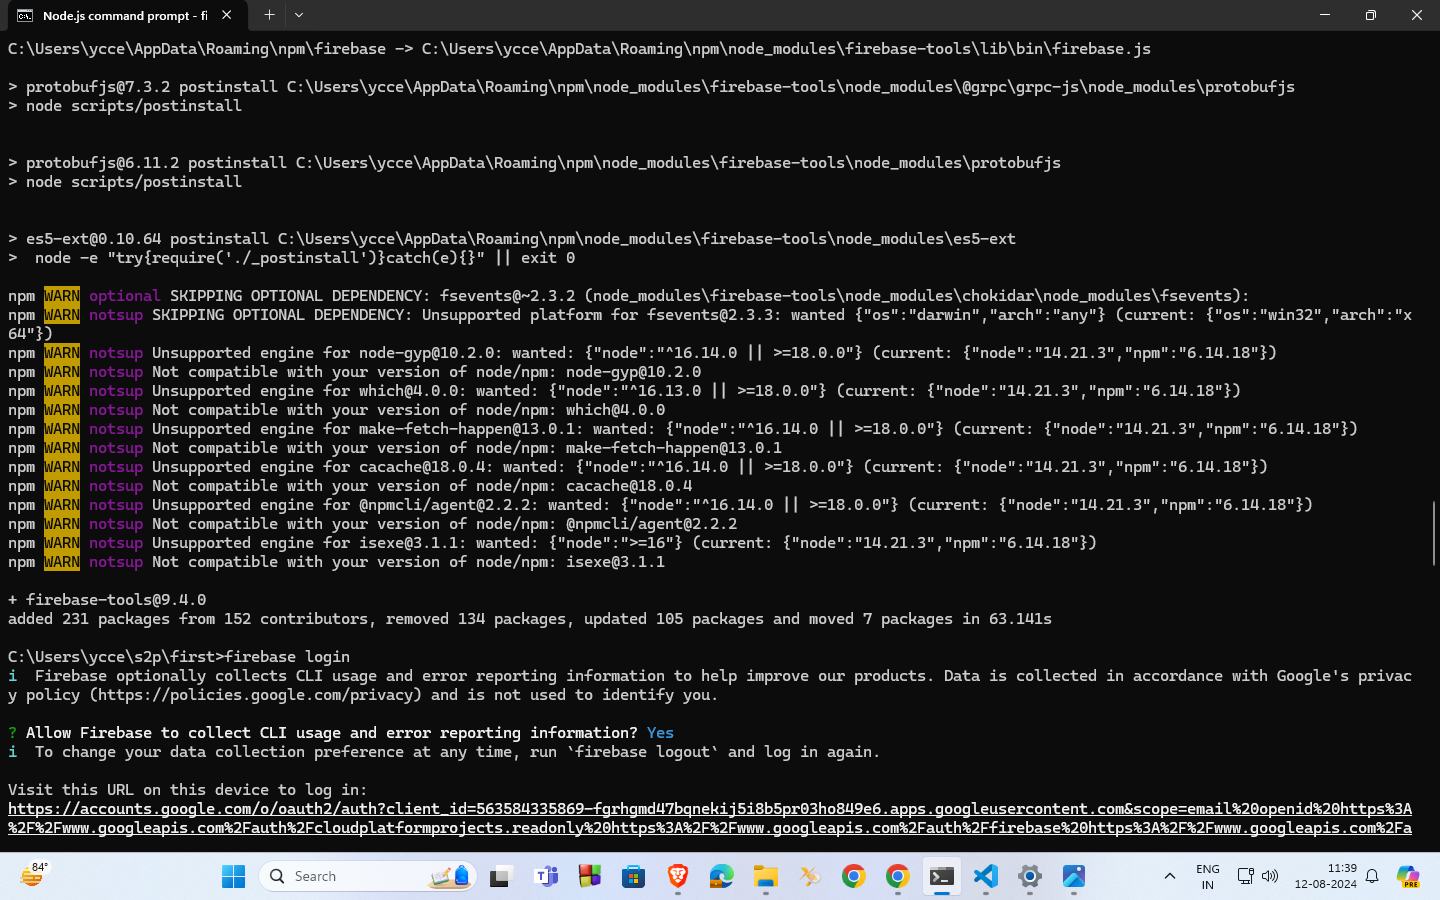 Node.js command prompt - fi
C:\Users\ycce\AppData\Roaming\npm\firebase -> C:\Users\ycce\AppData\Roaming\npm\node_modules\firebase-tools\lib\bin\firebase.js
> protobufjs@7.3.2 postinstall C:\Users\ycce\AppData\Roaming\npm\node_modules\firebase-tools\node_modules\@grpc\grpc-js\node_modules\protobufjs
> node scripts/postinstall
> protobufjs@6.11.2 postinstall C:\Users\ycce\AppData\Roaming\npm\node_modules\firebase-tools\node_modules\protobufjs
> node scripts/postinstall
> es5-ext@0.10.64 postinstall C:\Users\ycce\AppData\Roaming\npm\node_modules\firebase-tools\node_modules\es5-ext
>  node -e "try{require('./_postinstall')}catch(e){}" || exit 0
npm WARN optional SKIPPING OPTIONAL DEPENDENCY: fsevents@~2.3.2 (node_modules\firebase-tools\node_modules\chokidar\node_modules\fsevents):
npm WARN notsup SKIPPING OPTIONAL DEPENDENCY: Unsupported platform for fsevents@2.3.3: wanted {"os":"darwin","arch":"any"} (current: {"os":"win32","arch":"x
64"})
npm WARN notsup Unsupported engine for node-gyp@10.2.0: wanted: {"node":"^16.14.0 || >=18.0.0"} (current: {"node":"14.21.3","npm":"6.14.18"})
npm WARN notsup Not compatible with your version of node/npm: node-gyp@10.2.0
npm WARN notsup Unsupported engine for which@4.0.0: wanted: {"node":"^16.13.0 || >=18.0.0"} (current: {"node":"14.21.3","npm":"6.14.18"})
npm WARN notsup Not compatible with your version of node/npm: which@4.0.0
npm WARN notsup Unsupported engine for make-fetch-happen@13.0.1: wanted: {"node":"^16.14.0 || >=18.0.0"} (current: {"node":"14.21.3","npm":"6.14.18"})
npm WARN notsup Not compatible with your version of node/npm: make-fetch-happen@13.0.1
npm WARN notsup Unsupported engine for cacache@18.0.4: wanted: {"node":"^16.14.0 || >=18.0.0"} (current: {"node":"14.21.3","npm":"6.14.18"})
npm WARN notsup Not compatible with your version of node/npm: cacache@18.0.4
npm WARN notsup Unsupported engine for @npmcli/agent@2.2.2: wanted: {"node":"^16.14.0 || >=18.0.0"} (current: {"node":"14.21.3","npm":"6.14.18"})
npm WARN notsup Not compatible with your version of node/npm: @npmcli/agent@2.2.2
npm WARN notsup Unsupported engine for isexe@3.1.1: wanted: {"node":">=16"} (current: {"node":"14.21.3","npm":"6.14.18"})
npm WARN notsup Not compatible with your version of node/npm: isexe@3.1.1
+ firebase-tools@9.4.0
added 231 packages from 152 contributors, removed 134 packages, updated 105 packages and moved 7 packages in 63.141s
C:\Users\ycce\s2p\first>firebase login
i  Firebase optionally collects CLI usage and error reporting information to help improve our products. Data is collected in accordance with Google's privac
y policy (https://policies.google.com/privacy) and is not used to identify you.
? Allow Firebase to collect CLI usage and error reporting information? Yes
i  To change your data collection preference at any time, run `firebase logout` and log in again.
Visit this URL on this device to log in:
https://accounts.google.com/o/oauth2/auth?client_id=563584335869-fgrhgmd47bqnekij5i8b5pr03ho849e6.apps.googleusercontent.com&scope=email%20openid%20https%3A
%2F%2Fwww.googleapis.com%2Fauth%2Fcloudplatformprojects.readonly%20https%3A%2F%2Fwww.googleapis.com%2Fauth%2Ffirebase%20https%3A%2F%2Fwww.googleapis.com%2Fa
84°
Search
ENG
IN
11:39
12-08-2024
PRE